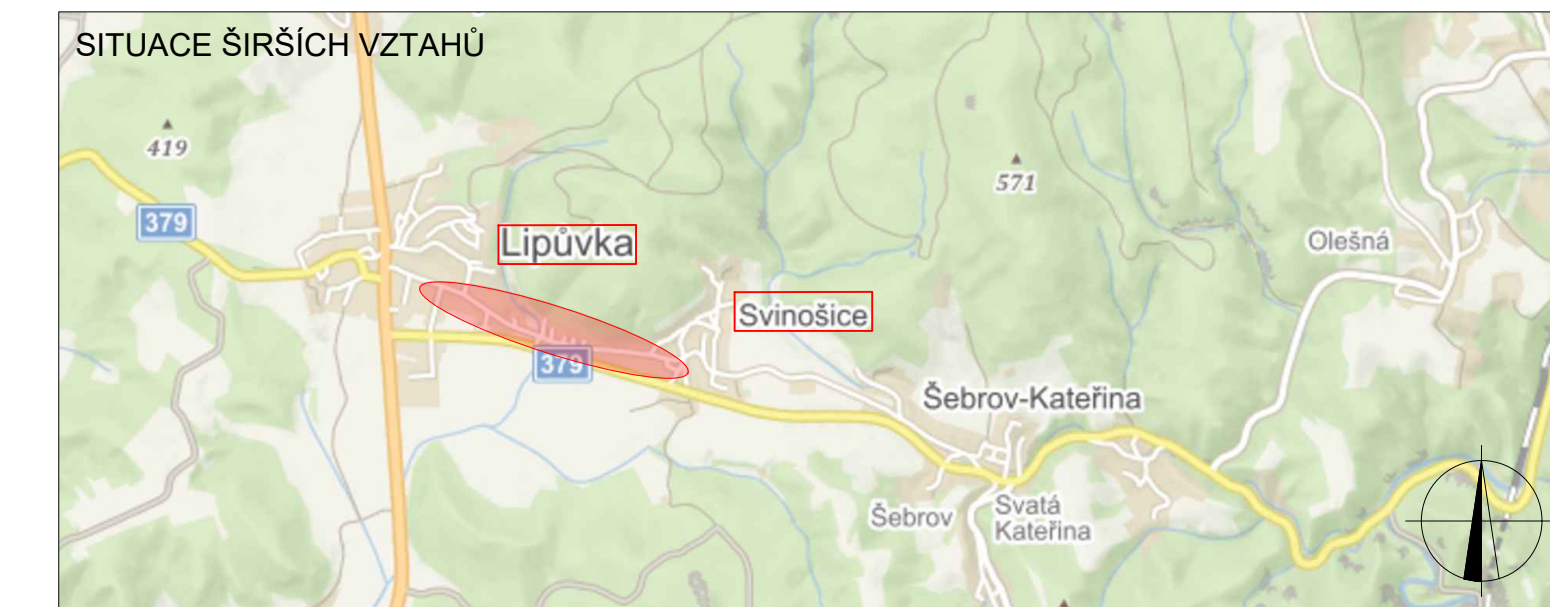 SITUACE ŠIRŠÍCH VZTAHŮ
419
571
379
Lipůvka
Olešná
Svinošice
379
Šebrov-Kateřina
Šebrov
Svatá
Kateřina